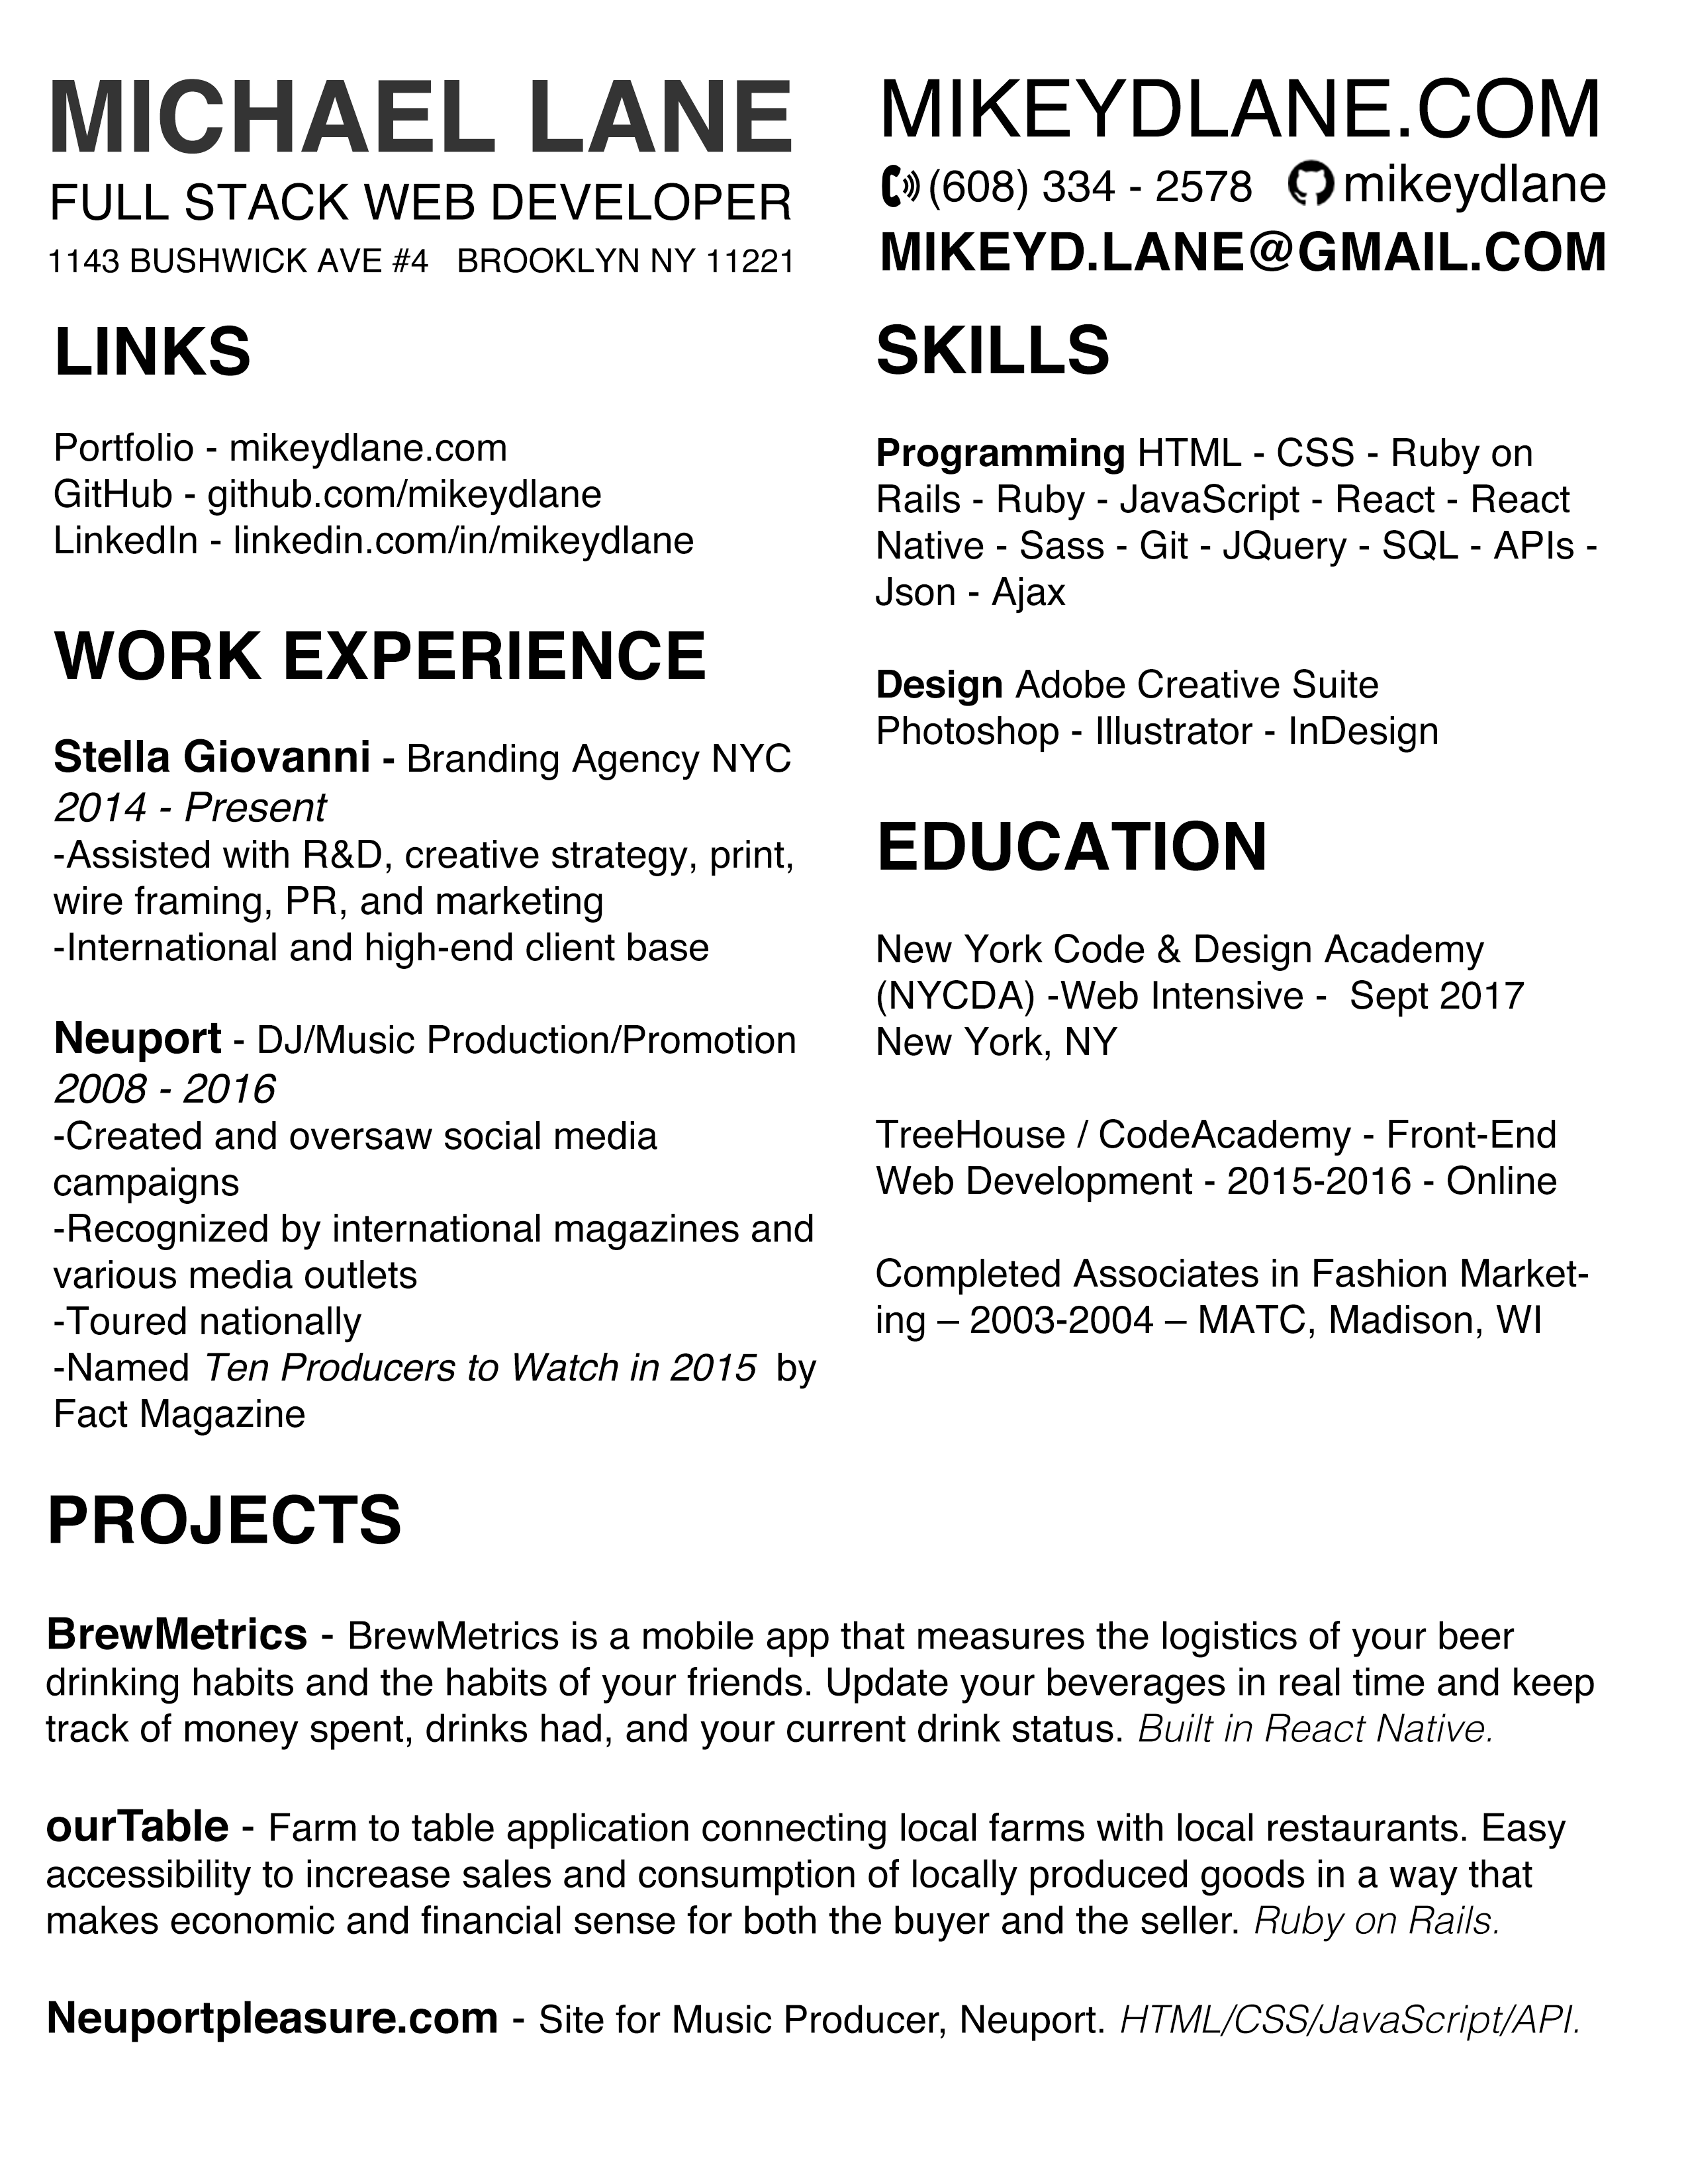 MICHAEL LANE
FULL STACK WEB DEVELOPER
1143 BUSHWICK AVE #4 BROOKLYN NY 11221
MIKEYDLANE.COM
(608) 334 - 2578 mikeydlane
MIKEYD.LANE@GMAIL.COM
LINKS
Portfolio - mikeydlane.com
GitHub - github.com/mikeydlane
LinkedIn - linkedin.com/in/mikeydlane
WORK EXPERIENCE
Stella Giovanni - Branding Agency NYC
2014 - Present
-Assisted with R&D, creative strategy, print,
wire framing, PR, and marketing
-International and high-end client base
Neuport - DJ/Music Production/Promotion
2008 - 2016
-Created and oversaw social media
campaigns
-Recognized by international magazines and
various media outlets
-Toured nationally
-Named Ten Producers to Watch in 2015 by
Fact Magazine
SKILLS
Programming HTML - CSS - Ruby on
Rails - Ruby - JavaScript - React - React
Native - Sass - Git - JQuery - SQL - APIs -
Json - Ajax
Design Adobe Creative Suite
Photoshop - Illustrator - InDesign
EDUCATION
New York Code & Design Academy
(NYCDA) -Web Intensive - Sept 2017
New York, NY
TreeHouse / CodeAcademy - Front-End
Web Development - 2015-2016 - Online
Completed Associates in Fashion Market-
ing – 2003-2004 – MATC, Madison, WI
PROJECTS
BrewMetrics - BrewMetrics is a mobile app that measures the logistics of your beer
drinking habits and the habits of your friends. Update your beverages in real time and keep
track of money spent, drinks had, and your current drink status. Built in React Native.
ourTable - Farm to table application connecting local farms with local restaurants. Easy
accessibility to increase sales and consumption of locally produced goods in a way that
makes economic and financial sense for both the buyer and the seller. Ruby on Rails.
Neuportpleasure.com - Site for Music Producer, Neuport. HTML/CSS/JavaScript/API.